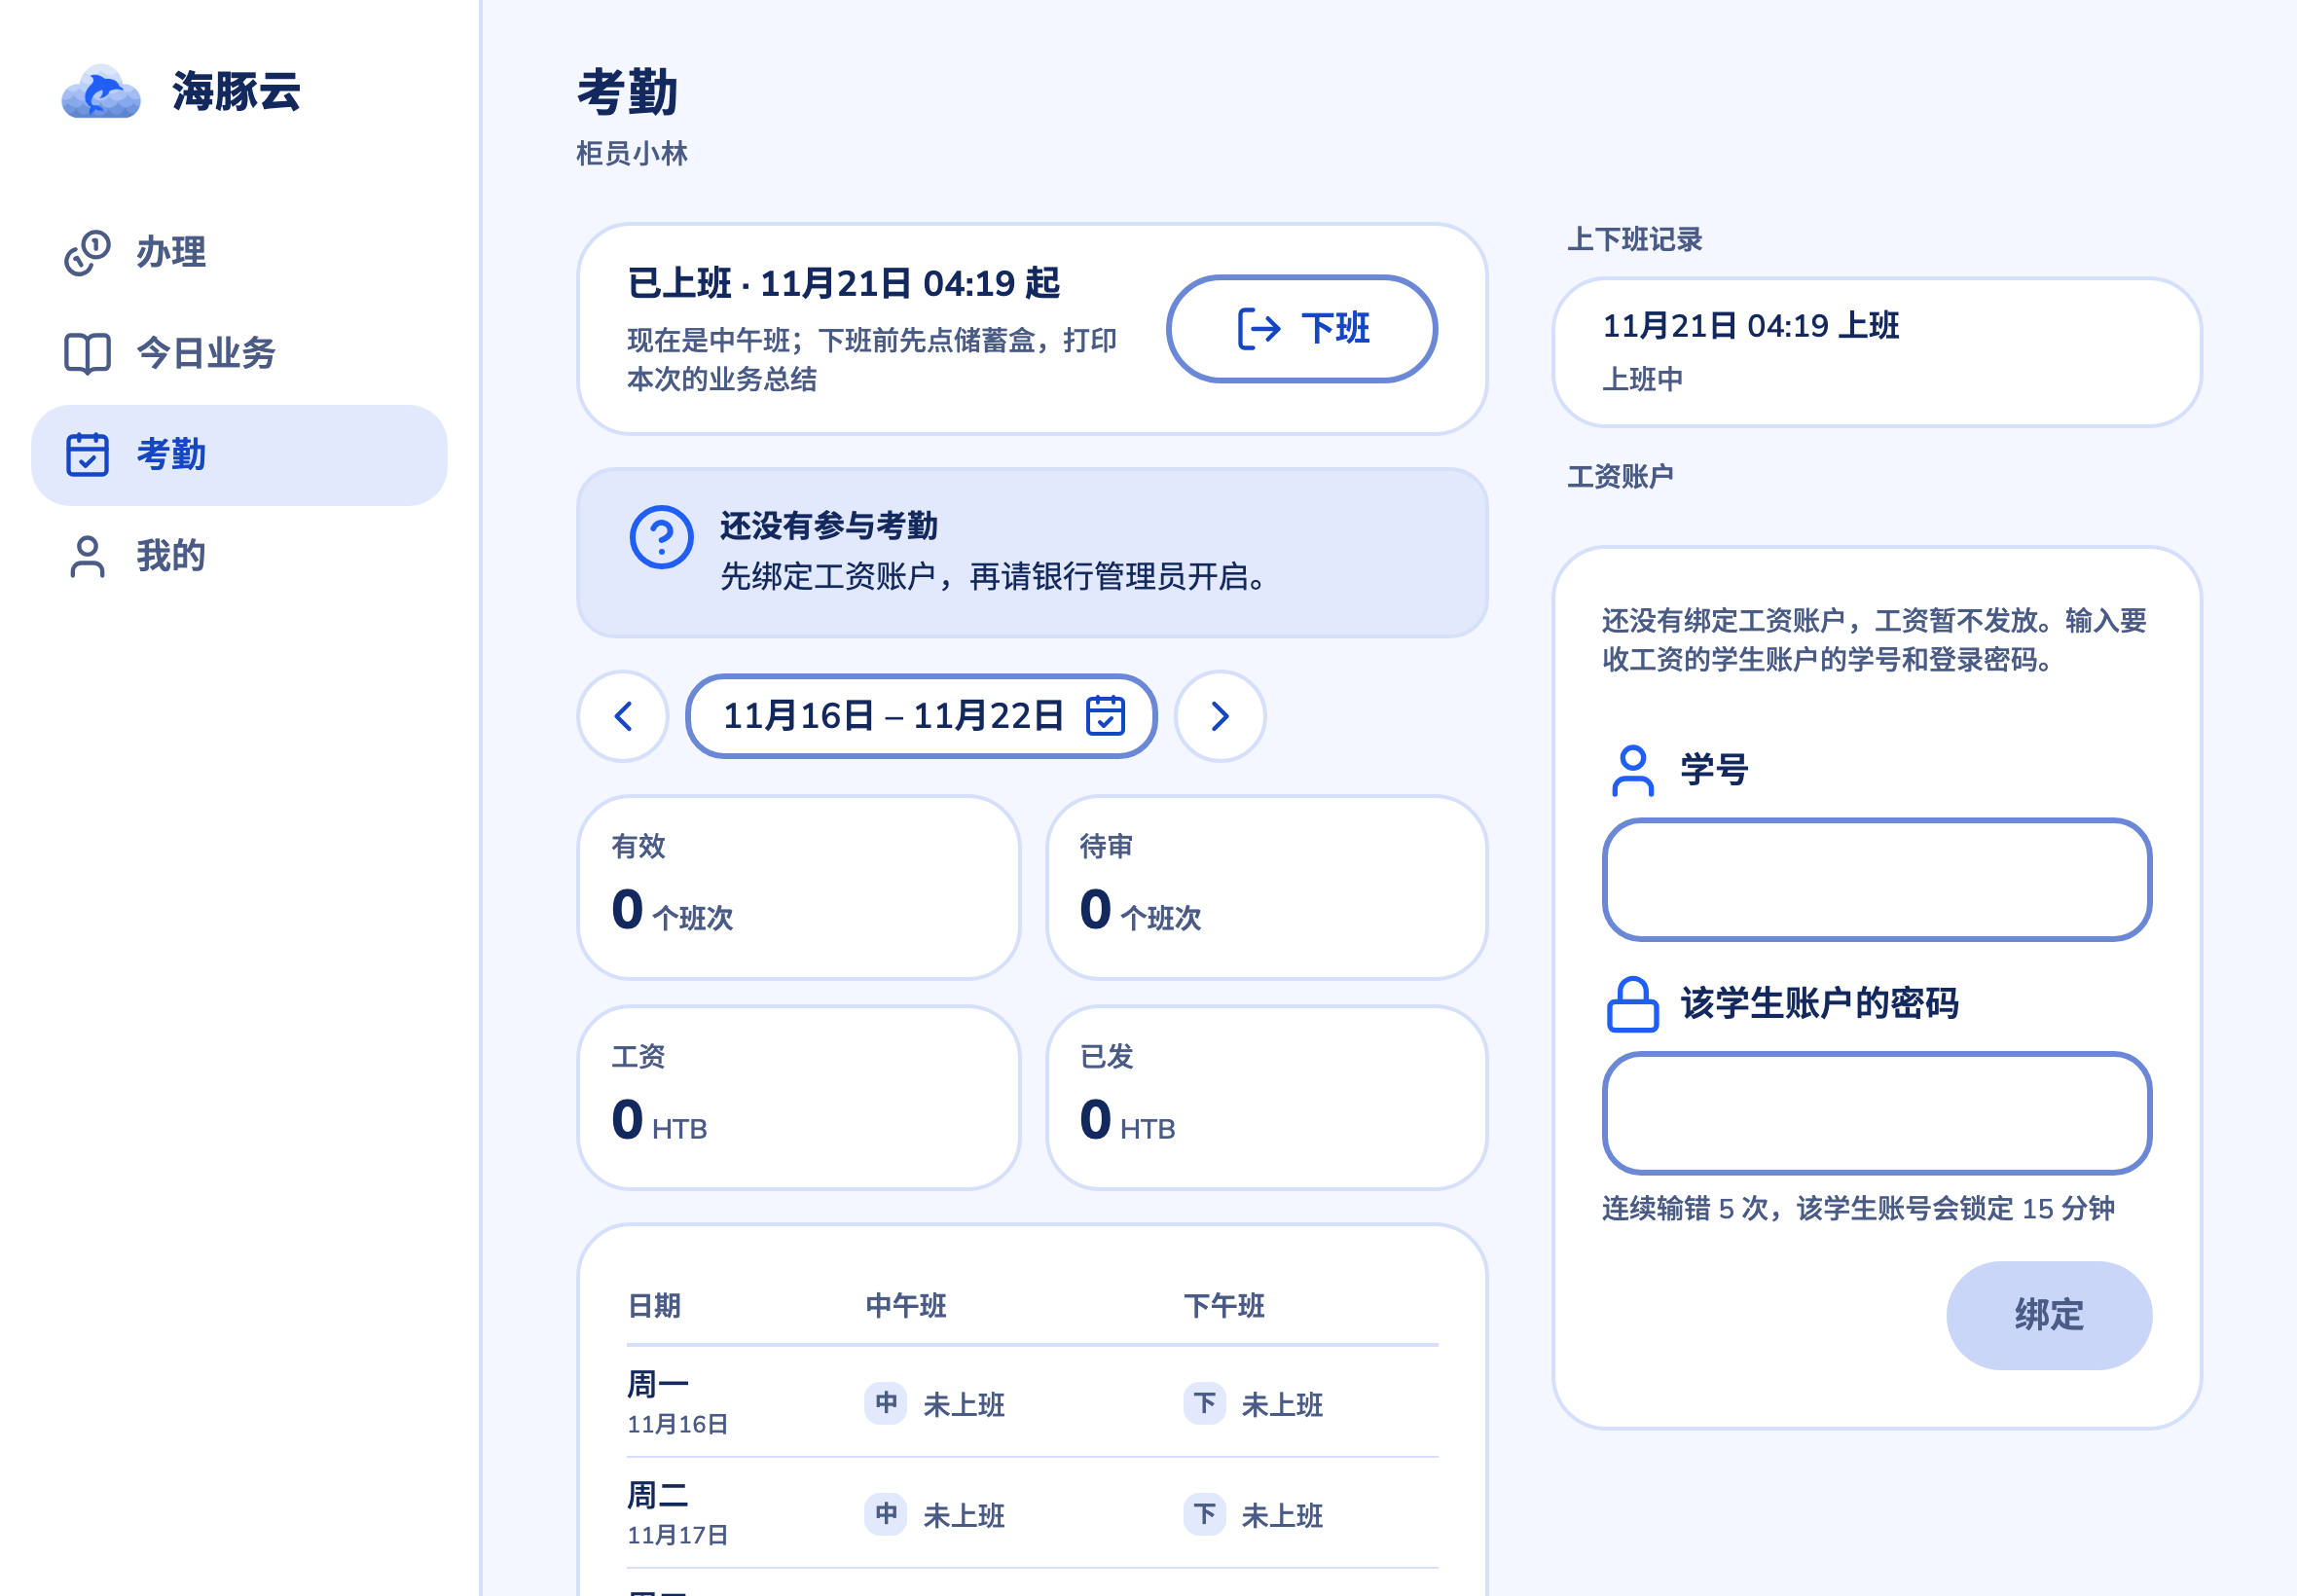 海豚云
办理
今日业务
考勤
我的
考勤
柜员小林
已上班 · 11月21日 04:19 起
现在是中午班；下班前先点储蓄盒，打印
本次的业务总结
下班
还没有参与考勤
先绑定工资账户，再请银行管理员开启。
11月16日 – 11月22日
有效
0 个班次
待审
0 个班次
工资
0 HTB
已发
0 HTB
日期 中午班 下午班
周一
11月16日
中 未上班
下 未上班
周二
11月17日
中 未上班
下 未上班
上下班记录
11月21日 04:19 上班
上班中
工资账户
还没有绑定工资账户，工资暂不发放。输入要
收工资的学生账户的学号和登录密码。
学号
该学生账户的密码
连续输错 5 次，该学生账号会锁定 15 分钟
绑定